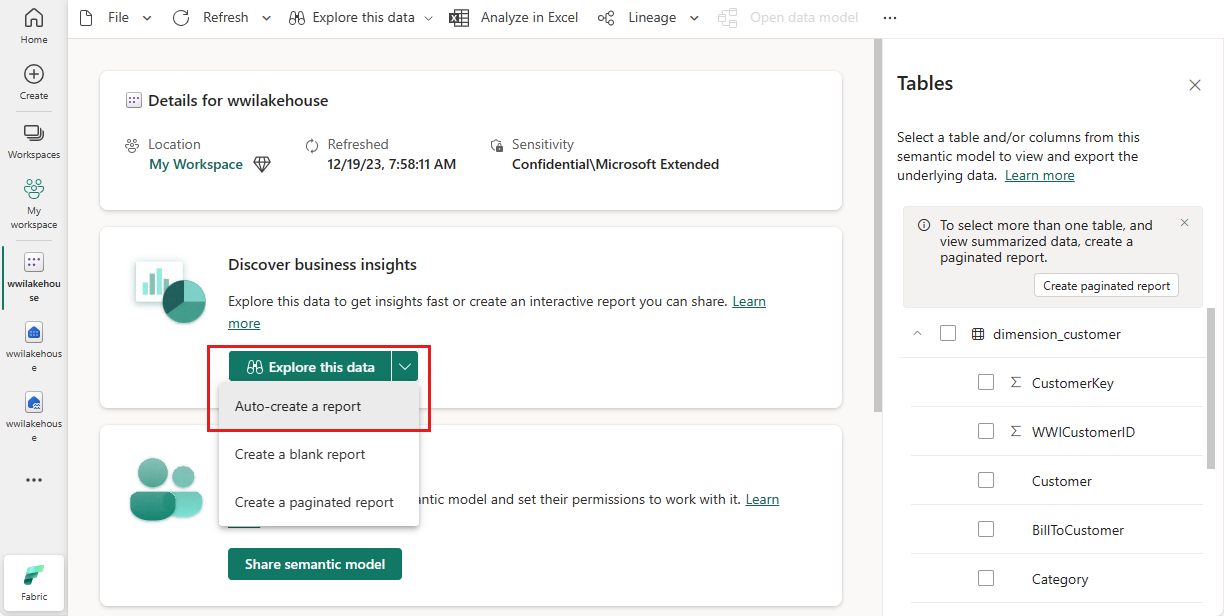 File
Refresh
Explore this data
Analyze in Excel
Lineage
Open data model
Home
Create
Workspaces
My
workspace
wwilakehou
se
wwilakehous
e
wwilakehous
e
Fabric
Details for wwilakehouse
Location
My Workspace
Refreshed
12/19/23, 7:58:11 AM
Sensitivity
Confidential\Microsoft Extended
Discover business insights
Explore this data to get insights fast or create an interactive report you can share. Learn
more
Explore this data
Auto-create a report
Create a blank report
Create a paginated report
model and set their permissions to work with it. Learn
Share semantic model
Tables
Select a table and/or columns from this
semantic model to view and export the
underlying data. Learn more
To select more than one table, and
view summarized data, create a
paginated report.
Create paginated report
dimension_customer
Σ CustomerKey
Σ WWICustomerID
Customer
BillToCustomer
Category